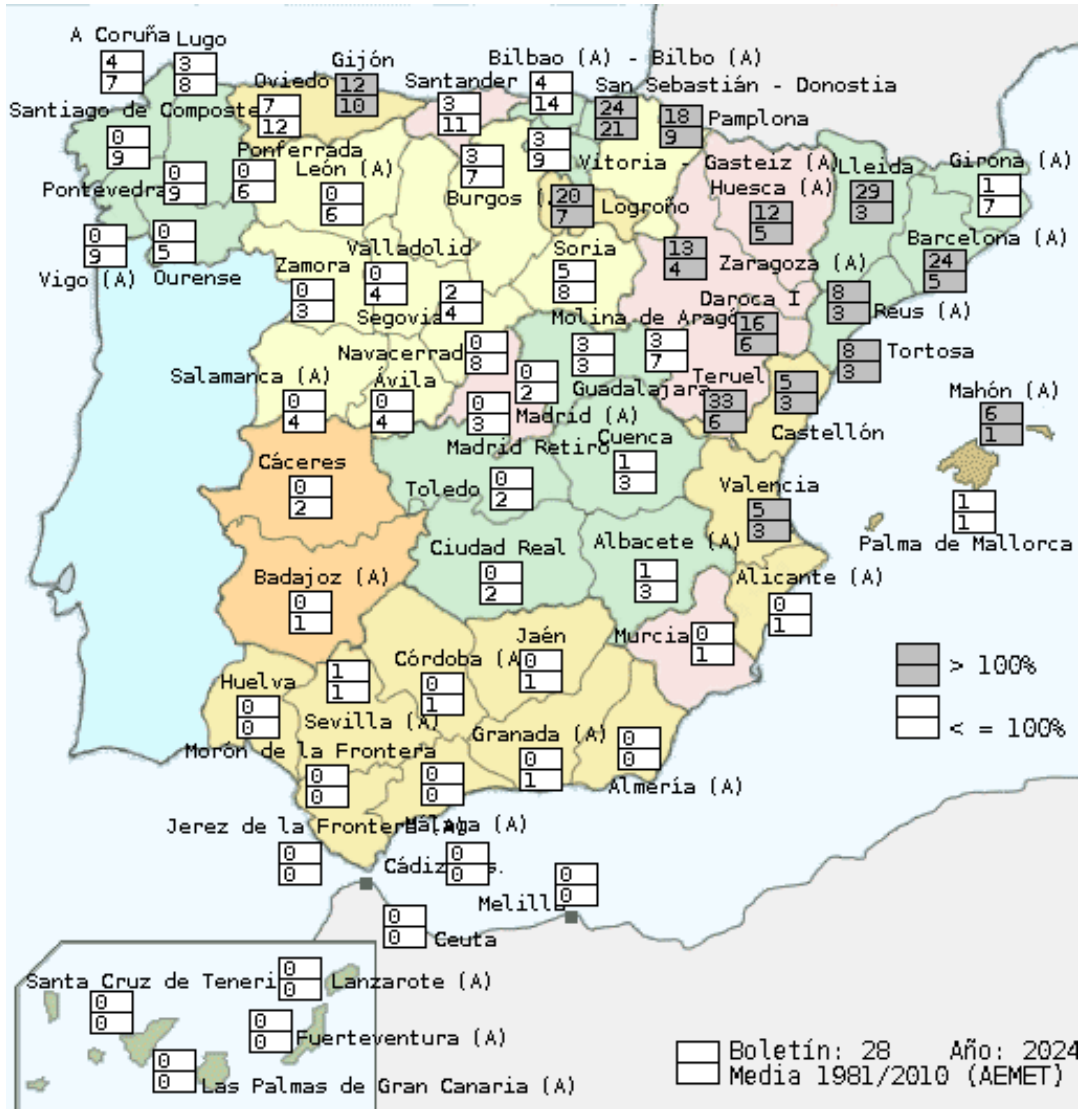 A Coruña
Lugo
4
7
3
8
Gijón
12
10
Oviedo
7
12
Santander
3
11
Bilbao (A) - Bilbo (A)
4
14
San Sebastián - Donostia
24
21
18
9
Pamplona
Santiago de Composte
0
9
Ponferrada
0
6
León (A)
0
6
3
7
Burgos (
3
9
Vitoria - Gasteiz (A)
Pontevedra
0
9
20
7
Logroño
Huesca (A)
12
5
Lleida
29
3
Girona (A)
1
7
0
9
Vigo (A)
0
5
Ourense
Zamora
0
3
Valladolid
0
4
Segovia
2
4
Soria
5
8
13
4
Zaragoza (A)
Barcelona (A)
24
5
8
3
Reus (A)
Daroca I
16
6
Molina de Aragó
3
7
Navacerrad
0
8
3
3
Guadalajara
Salamanca (A)
0
4
Ávila
0
4
0
2
Madrid (A)
0
3
Madrid Retiro
Teruel
33
6
5
3
Castellón
8
3
Tortosa
Mahón (A)
6
1
Cáceres
0
2
Toledo
0
2
Cuenca
1
3
Valencia
5
3
1
1
Palma de Mallorca
Badajoz (A)
0
1
Ciudad Real
0
2
Albacete (A)
1
3
Alicante (A)
0
1
Murcia
0
1
Huelva
0
0
1
1
Sevilla (A)
Córdoba (A
0
1
Jaén
0
1
> 100%
< = 100%
Morón de la Frontera
0
0
Granada (A)
0
1
0
0
Almería (A)
0
0
Málaga (A)
Jerez de la Frontera
0
0
Cádiz
s.
0
0
Melill
0
0
0
0
Ceuta
Santa Cruz de Teneri
0
0
0
0
Lanzarote (A)
0
0
Fuerteventura (A)
0
0
Las Palmas de Gran Canaria (A)
Boletín: 28 Año: 2024
Media 1981/2010 (AEMET)